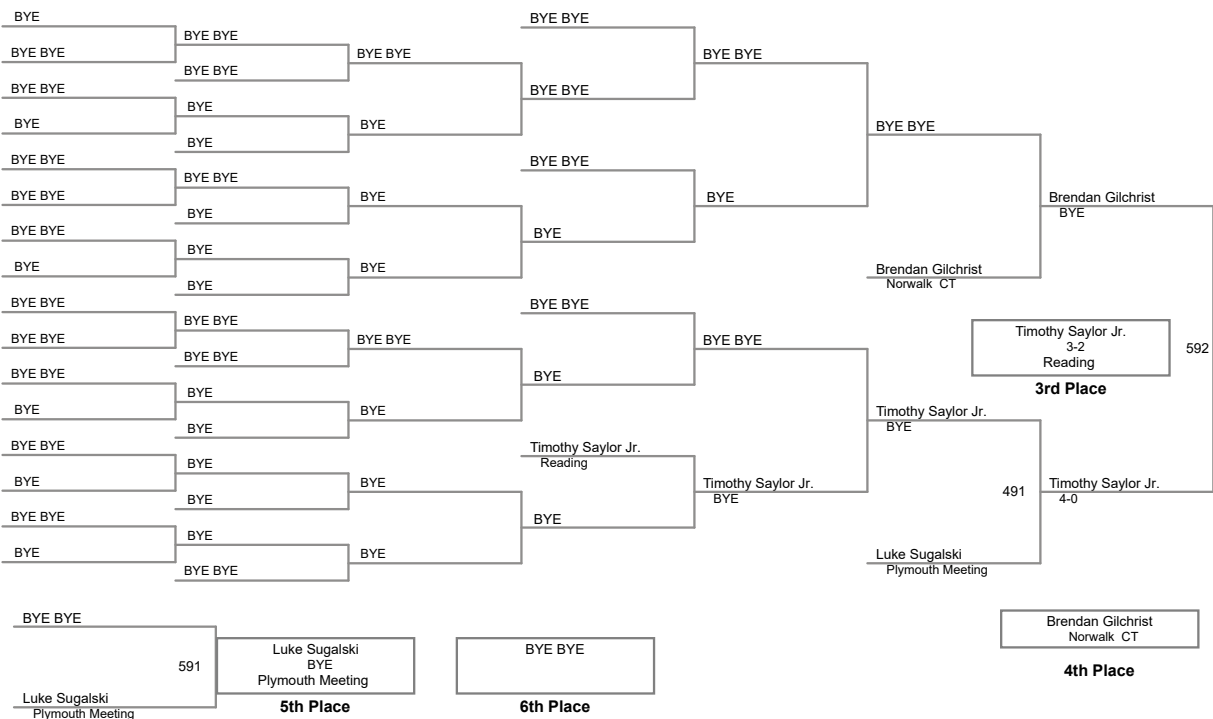 BYE
BYE BYE
BYE BYE
BYE
BYE BYE
BYE BYE
BYE BYE
BYE
BYE BYE
BYE BYE
BYE BYE
BYE
BYE BYE
BYE
BYE BYE
BYE
BYE BYE
BYE BYE
BYE
BYE
BYE BYE
BYE
BYE
BYE
BYE BYE
BYE BYE
BYE
BYE
BYE
BYE
BYE
BYE BYE
BYE BYE
BYE
BYE
BYE
BYE BYE
BYE
BYE
BYE
BYE BYE
BYE BYE
BYE BYE
BYE
BYE BYE
BYE
Timothy Saylor Jr.
Reading
BYE
BYE BYE
BYE
BYE BYE
Timothy Saylor Jr.
BYE
BYE BYE
Brendan Gilchrist
Norwalk CT
Timothy Saylor Jr.
BYE
Luke Sugalski
Plymouth Meeting
491
Brendan Gilchrist
BYE
Timothy Saylor Jr.
4-0
592
Timothy Saylor Jr.
3-2
Reading
3rd Place
BYE BYE
Luke Sugalski
Plymouth Meeting
591
Luke Sugalski
BYE
Plymouth Meeting
5th Place
BYE BYE
6th Place
Brendan Gilchrist
Norwalk CT
4th Place